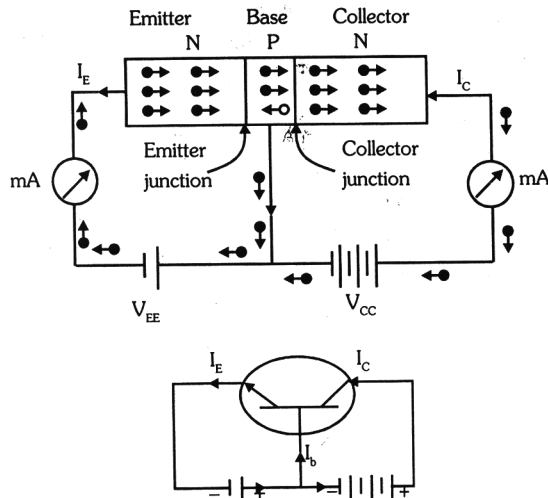 Emitter Base Collector
N P N
I_E I_C
Emitter junction
Collector junction
mA mA
V_EE V_CC
I_E I_C
I_b
− + − +